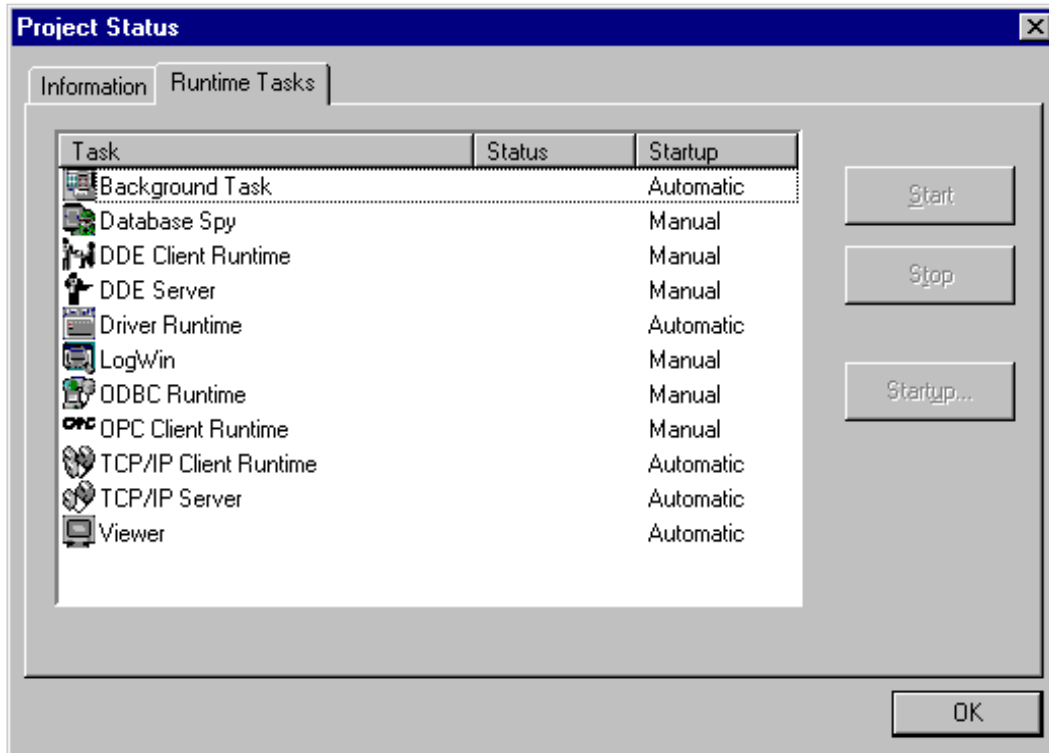 Project Status
Information Runtime Tasks
Task Status Startup
Background Task Automatic
Database Spy Manual
DDE Client Runtime Manual
DDE Server Manual
Driver Runtime Automatic
LogWin Manual
ODBC Runtime Manual
OPC OPC Client Runtime Manual
TCP/IP Client Runtime Automatic
TCP/IP Server Automatic
Viewer Automatic
Start
Stop
Startup...
OK